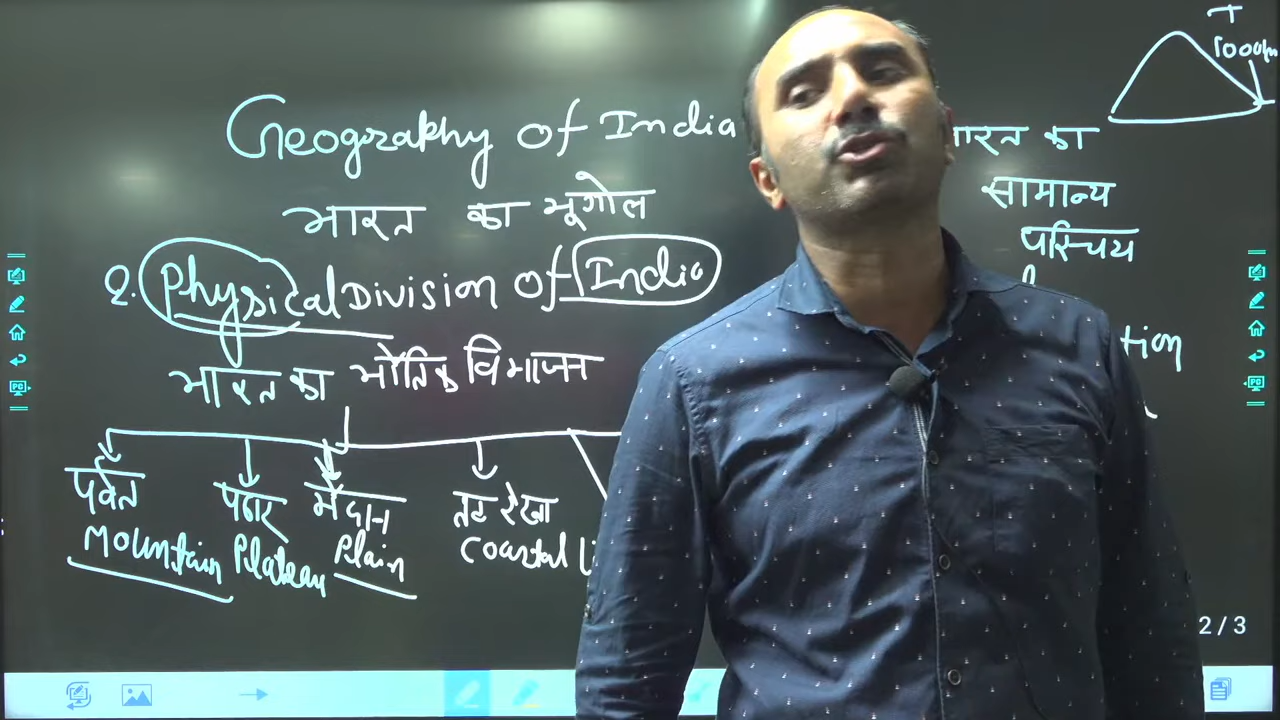 Geography of India
भारत का भूगोल
2. Physical Division of India
भारत का भौतिक विभाजन
पर्वत
Mountain
पठार
Plateau
मैदान
Plain
तट रेखा
Coastal
का
सामान्य
परिचय
1000m
2/3